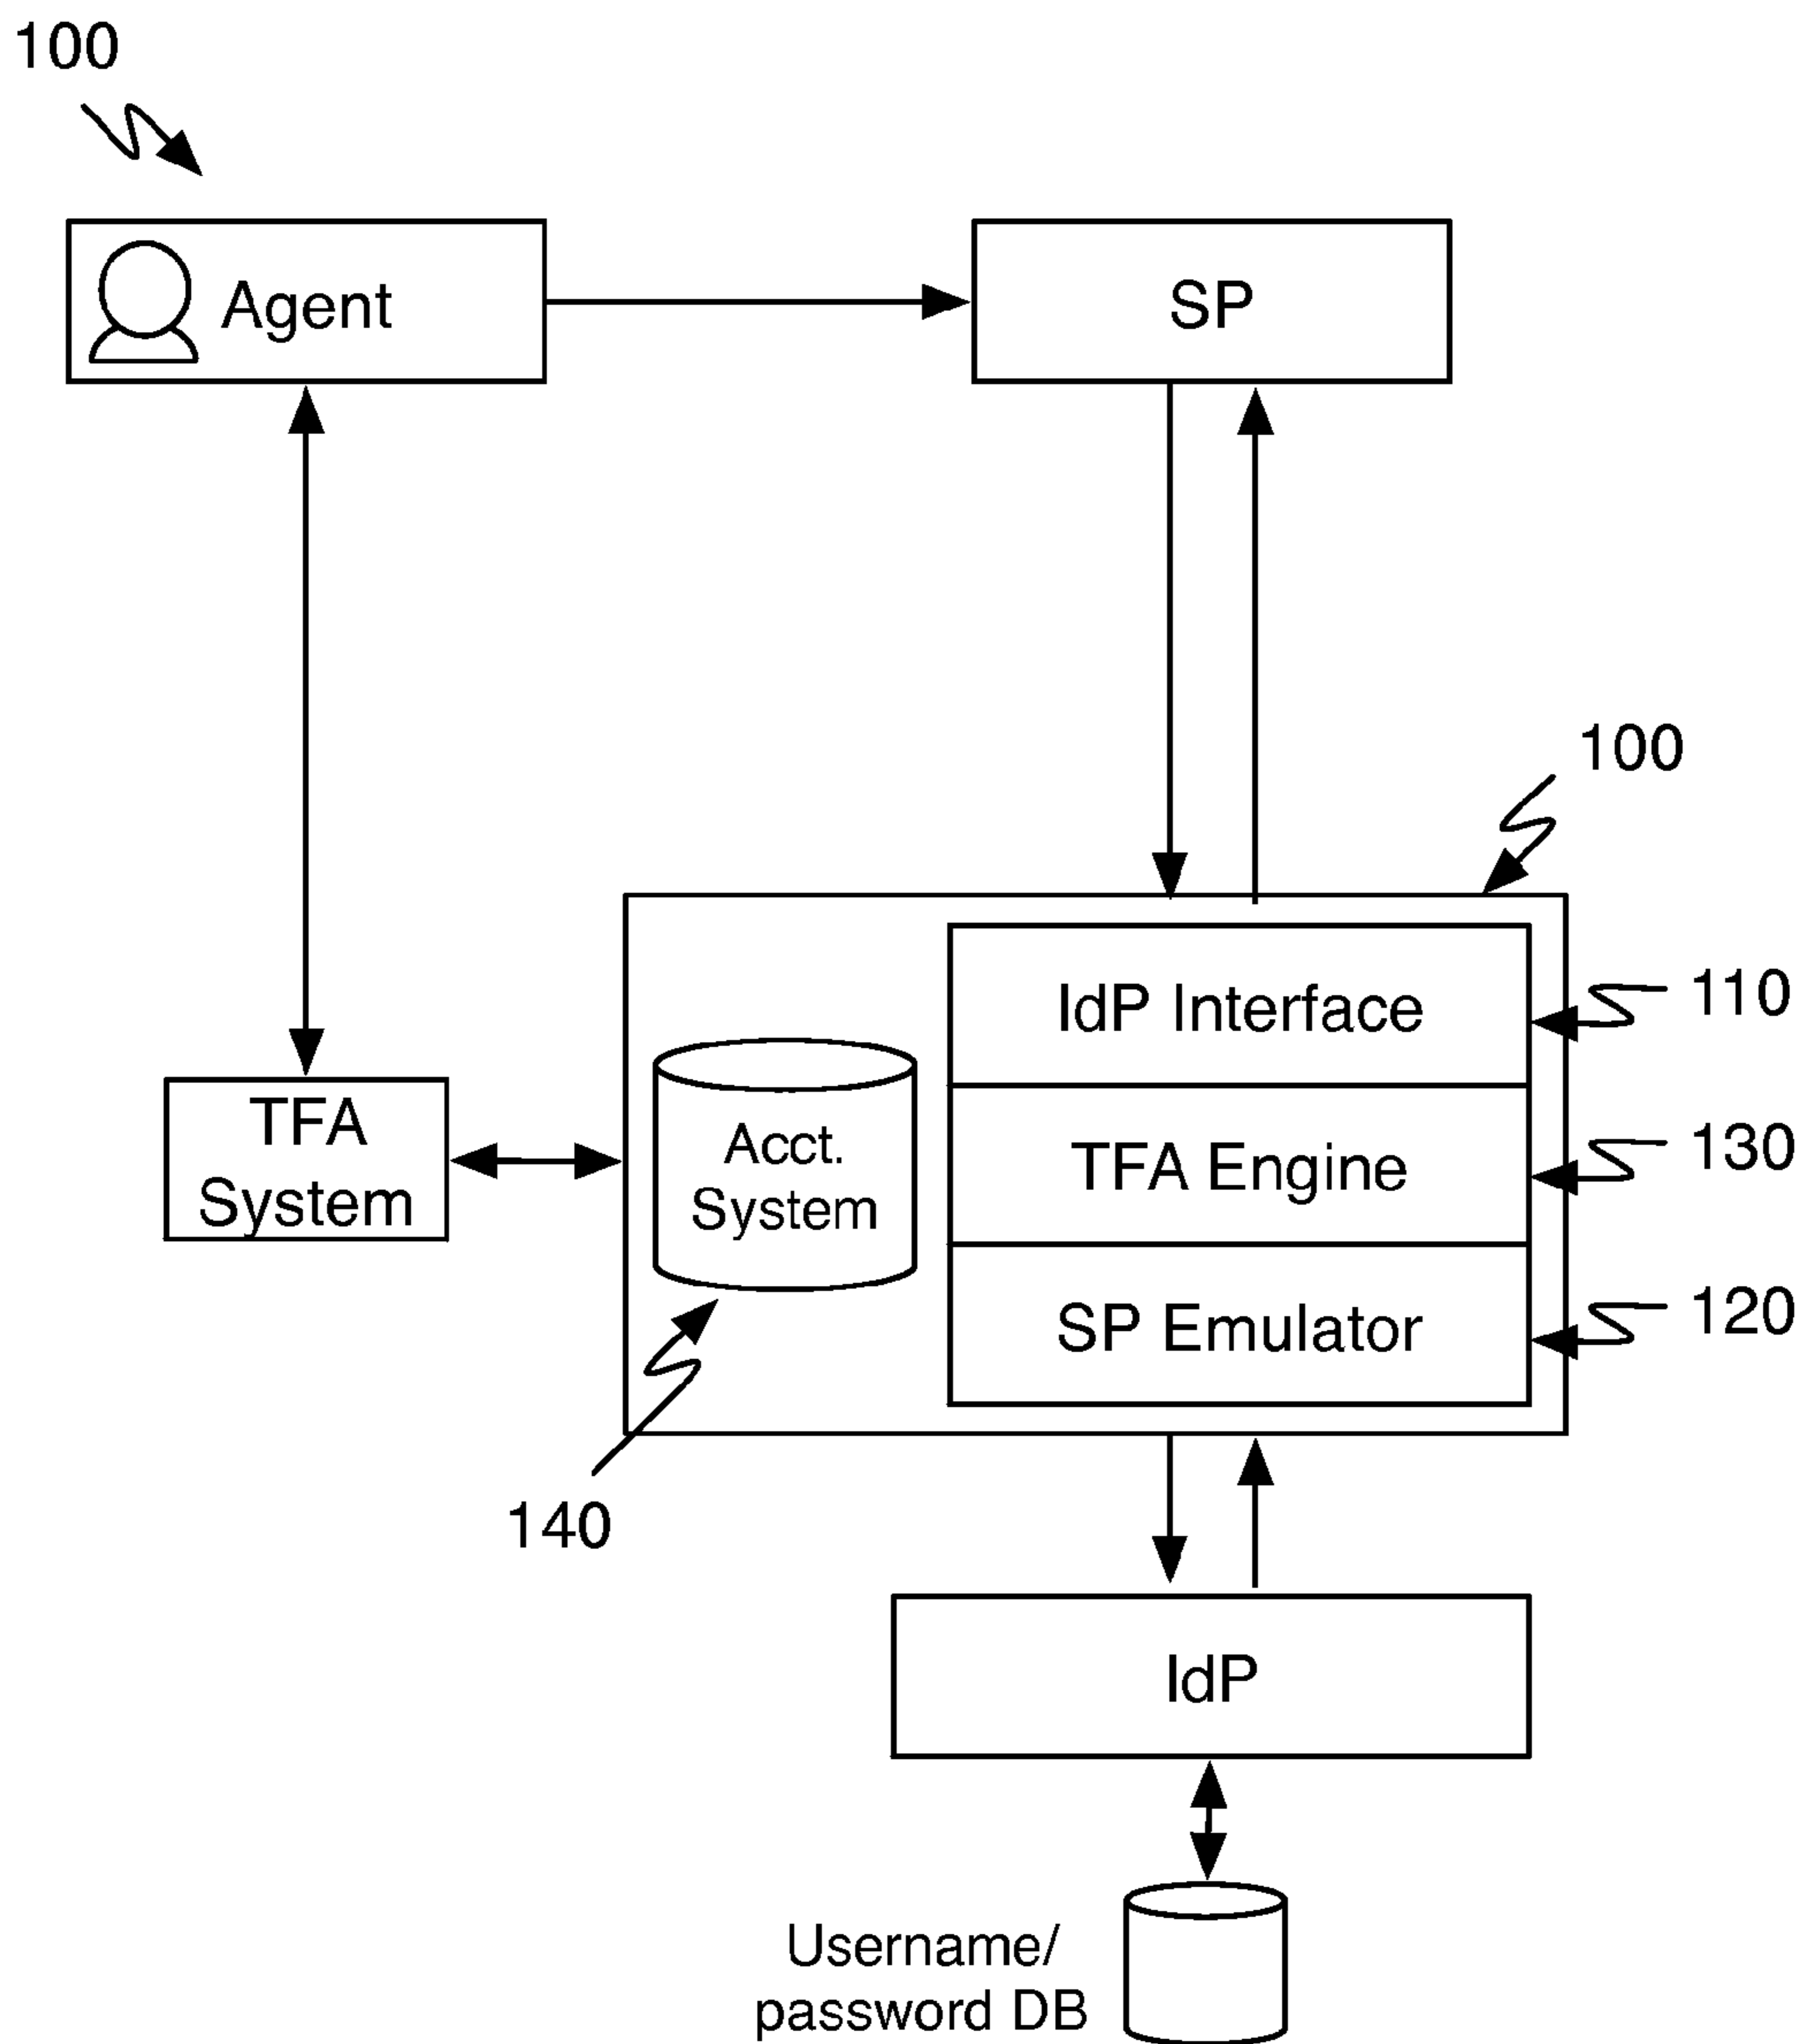 100
Agent
SP
100
IdP Interface
110
TFA
System
Acct.
System
TFA Engine
130
SP Emulator
120
140
IdP
Username/
password DB